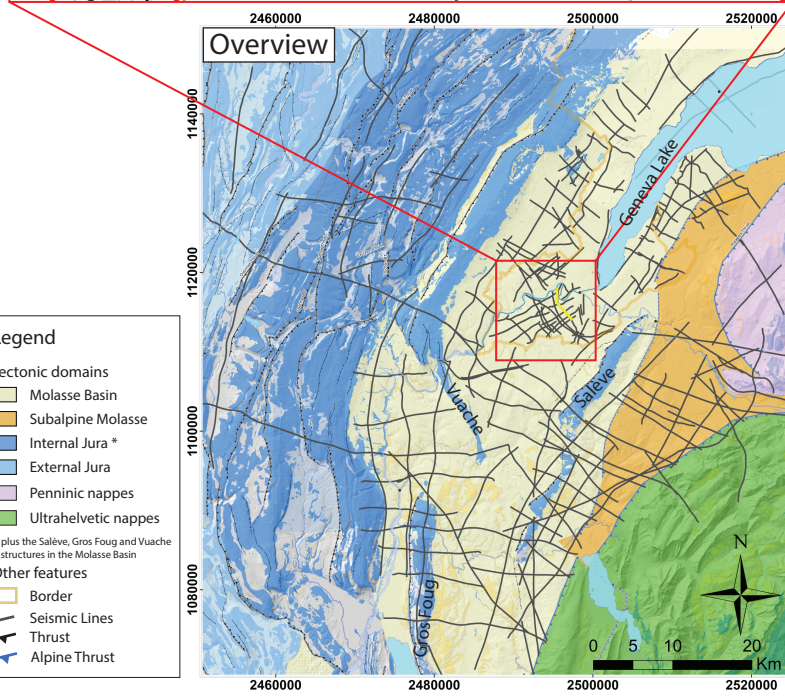 2460000 2480000 2500000 2520000
Overview
1140000
1120000
1100000
1080000
Geneva Lake
Vuache
Salève
Gros Foug
egend
ectonic domains
Molasse Basin
Subalpine Molasse
Internal Jura *
External Jura
Penninic nappes
Ultrahelvetic nappes
plus the Salève, Gros Foug and Vuache
structures in the Molasse Basin
Other features
Border
Seismic Lines
Thrust
Alpine Thrust
N
0 5 10 20
Km
2460000 2480000 2500000 2520000